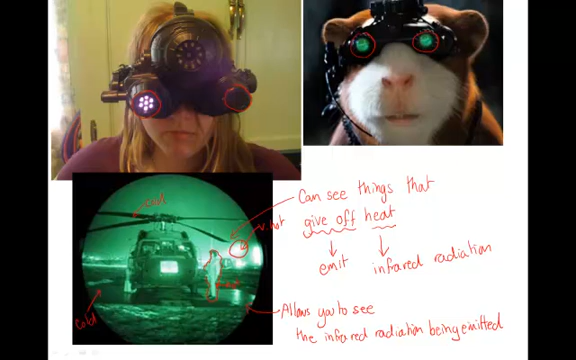 Can see things that
give off heat
emit
infrared radiation
v. hot
Cold
Allows you to see
the infrared radiation being emitted